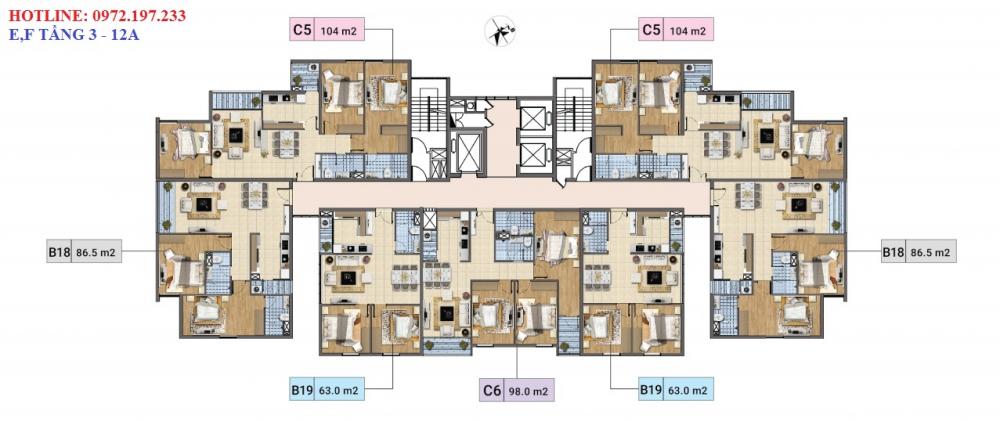 HOTLINE: 0972.197.233
E,F TẦNG 3 - 12A
C5 104 m2
C5 104 m2
B18 86.5 m2
B18 86.5 m2
B19 63.0 m2
C6 98.0 m2
B19 63.0 m2